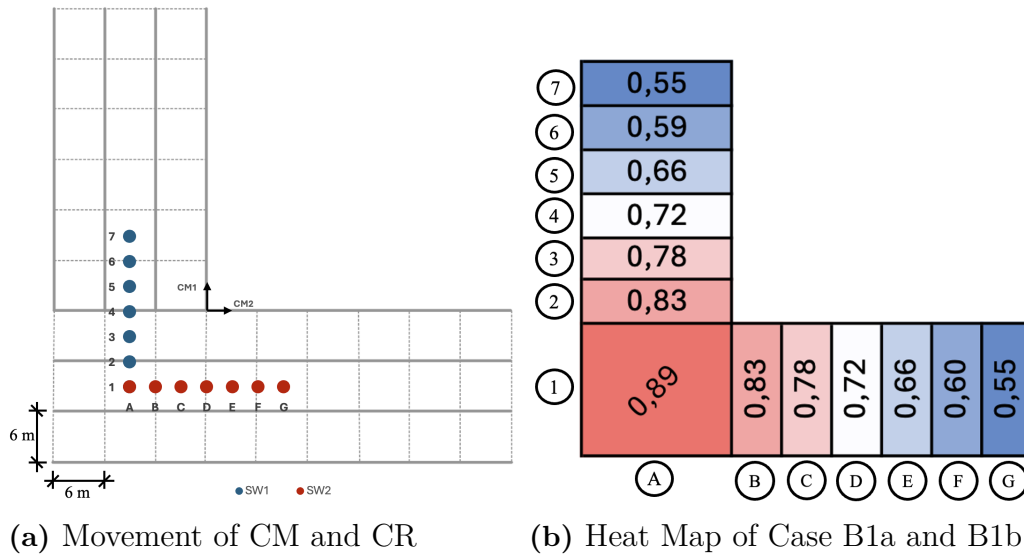 7
6
5
4
3
2
1
CM1
CM2
A B C D E F G
6 m
6 m
SW1 SW2
(a) Movement of CM and CR
7 0,55
6 0,59
5 0,66
4 0,72
3 0,78
2 0,83
1 0,89 0,83 0,78 0,72 0,66 0,60 0,55
A B C D E F G
(b) Heat Map of Case B1a and B1b